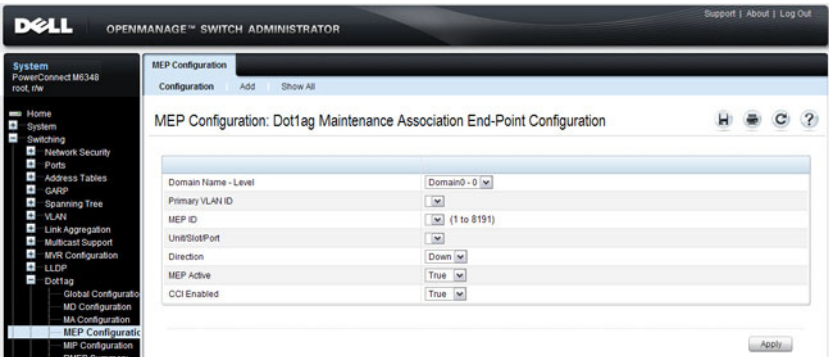 Support | About | Log Out
DELL OPENMANAGE™ SWITCH ADMINISTRATOR
System
PowerConnect M6348
root, r/w
Home
System
Switching
Network Security
Ports
Address Tables
GARP
Spanning Tree
VLAN
Link Aggregation
Multicast Support
MVR Configuration
LLDP
Dot1ag
Global Configuratio
MD Configuration
MA Configuration
MEP Configuratic
MIP Configuration
MEP Configuration
Configuration Add Show All
MEP Configuration: Dot1ag Maintenance Association End-Point Configuration ?
Domain Name - Level Domain0 - 0
Primary VLAN ID
MEP ID (1 to 8191)
Unit/Slot/Port
Direction Down
MEP Active True
CCI Enabled True
Apply